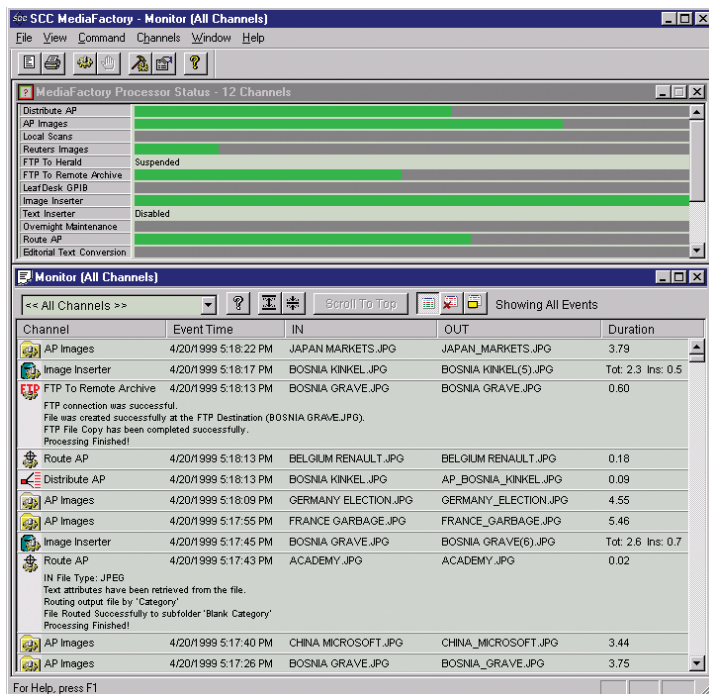 SCC MediaFactory - Monitor (All Channels)
File View Command Channels Window Help
MediaFactory Processor Status - 12 Channels
Distribute AP
AP Images
Local Scans
Reuters Images
FTP To Herald Suspended
FTP To Remote Archive
LeafDesk GPIB
Image Inserter
Text Inserter Disabled
Overnight Maintenance
Route AP
Editorial Text Conversion
Monitor (All Channels)
<< All Channels >> Scroll To Top Showing All Events
Channel Event Time IN OUT Duration
AP Images 4/20/1999 5:18:22 PM JAPAN MARKETS.JPG JAPAN_MARKETS.JPG 3.79
Image Inserter 4/20/1999 5:18:17 PM BOSNIA KINKEL.JPG BOSNIA KINKEL(5).JPG Tot: 2.3 Ins: 0.5
FTP FTP To Remote Archive 4/20/1999 5:18:13 PM BOSNIA GRAVE.JPG BOSNIA GRAVE.JPG 0.60
FTP connection was successful.
File was created successfully at the FTP Destination (BOSNIA GRAVE.JPG).
FTP File Copy has been completed successfully.
Processing Finished!
Route AP 4/20/1999 5:18:13 PM BELGIUM RENAULT.JPG BELGIUM RENAULT.JPG 0.18
Distribute AP 4/20/1999 5:18:13 PM BOSNIA KINKEL.JPG AP_BOSNIA_KINKEL.JPG 0.09
AP Images 4/20/1999 5:18:09 PM GERMANY ELECTION.JPG GERMANY_ELECTION.JPG 4.55
AP Images 4/20/1999 5:17:55 PM FRANCE GARBAGE.JPG FRANCE_GARBAGE.JPG 5.46
Image Inserter 4/20/1999 5:17:45 PM BOSNIA GRAVE.JPG BOSNIA GRAVE(6).JPG Tot: 2.6 Ins: 0.7
Route AP 4/20/1999 5:17:43 PM ACADEMY.JPG ACADEMY.JPG 0.02
IN File Type: JPEG
Text attributes have been retrieved from the file.
Routing output file by 'Category'
File Routed Successfully to subfolder 'Blank Category'
Processing Finished!
AP Images 4/20/1999 5:17:40 PM CHINA MICROSOFT.JPG CHINA_MICROSOFT.JPG 3.44
AP Images 4/20/1999 5:17:26 PM BOSNIA GRAVE.JPG BOSNIA_GRAVE.JPG 3.75
For Help, press F1